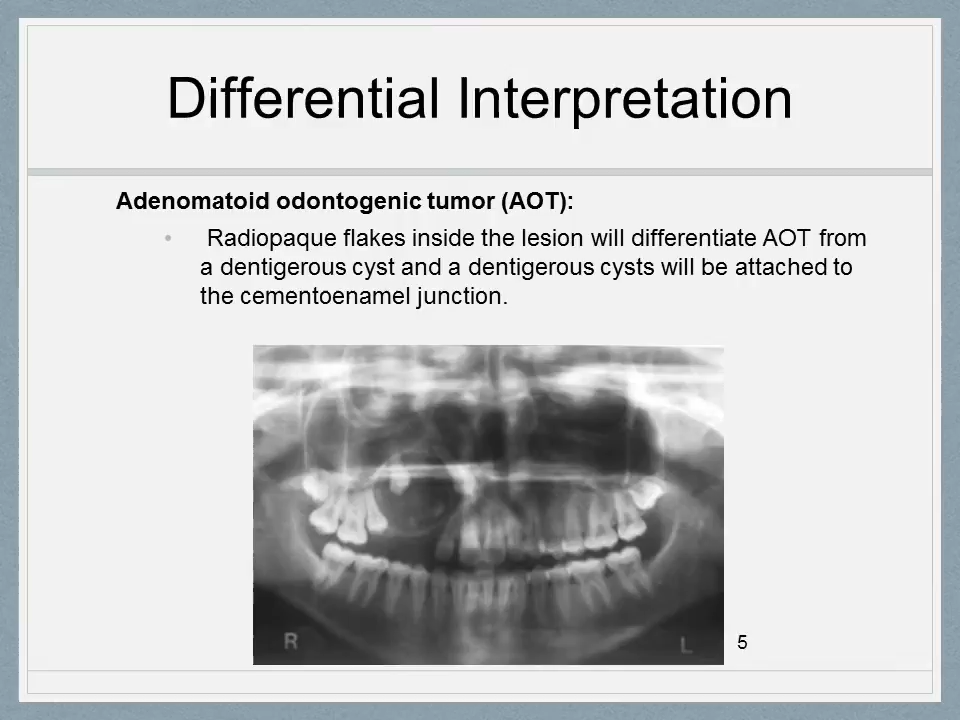 Differential Interpretation
Adenomatoid odontogenic tumor (AOT):
• Radiopaque flakes inside the lesion will differentiate AOT from
a dentigerous cyst and a dentigerous cysts will be attached to
the cementoenamel junction.
R
L
5